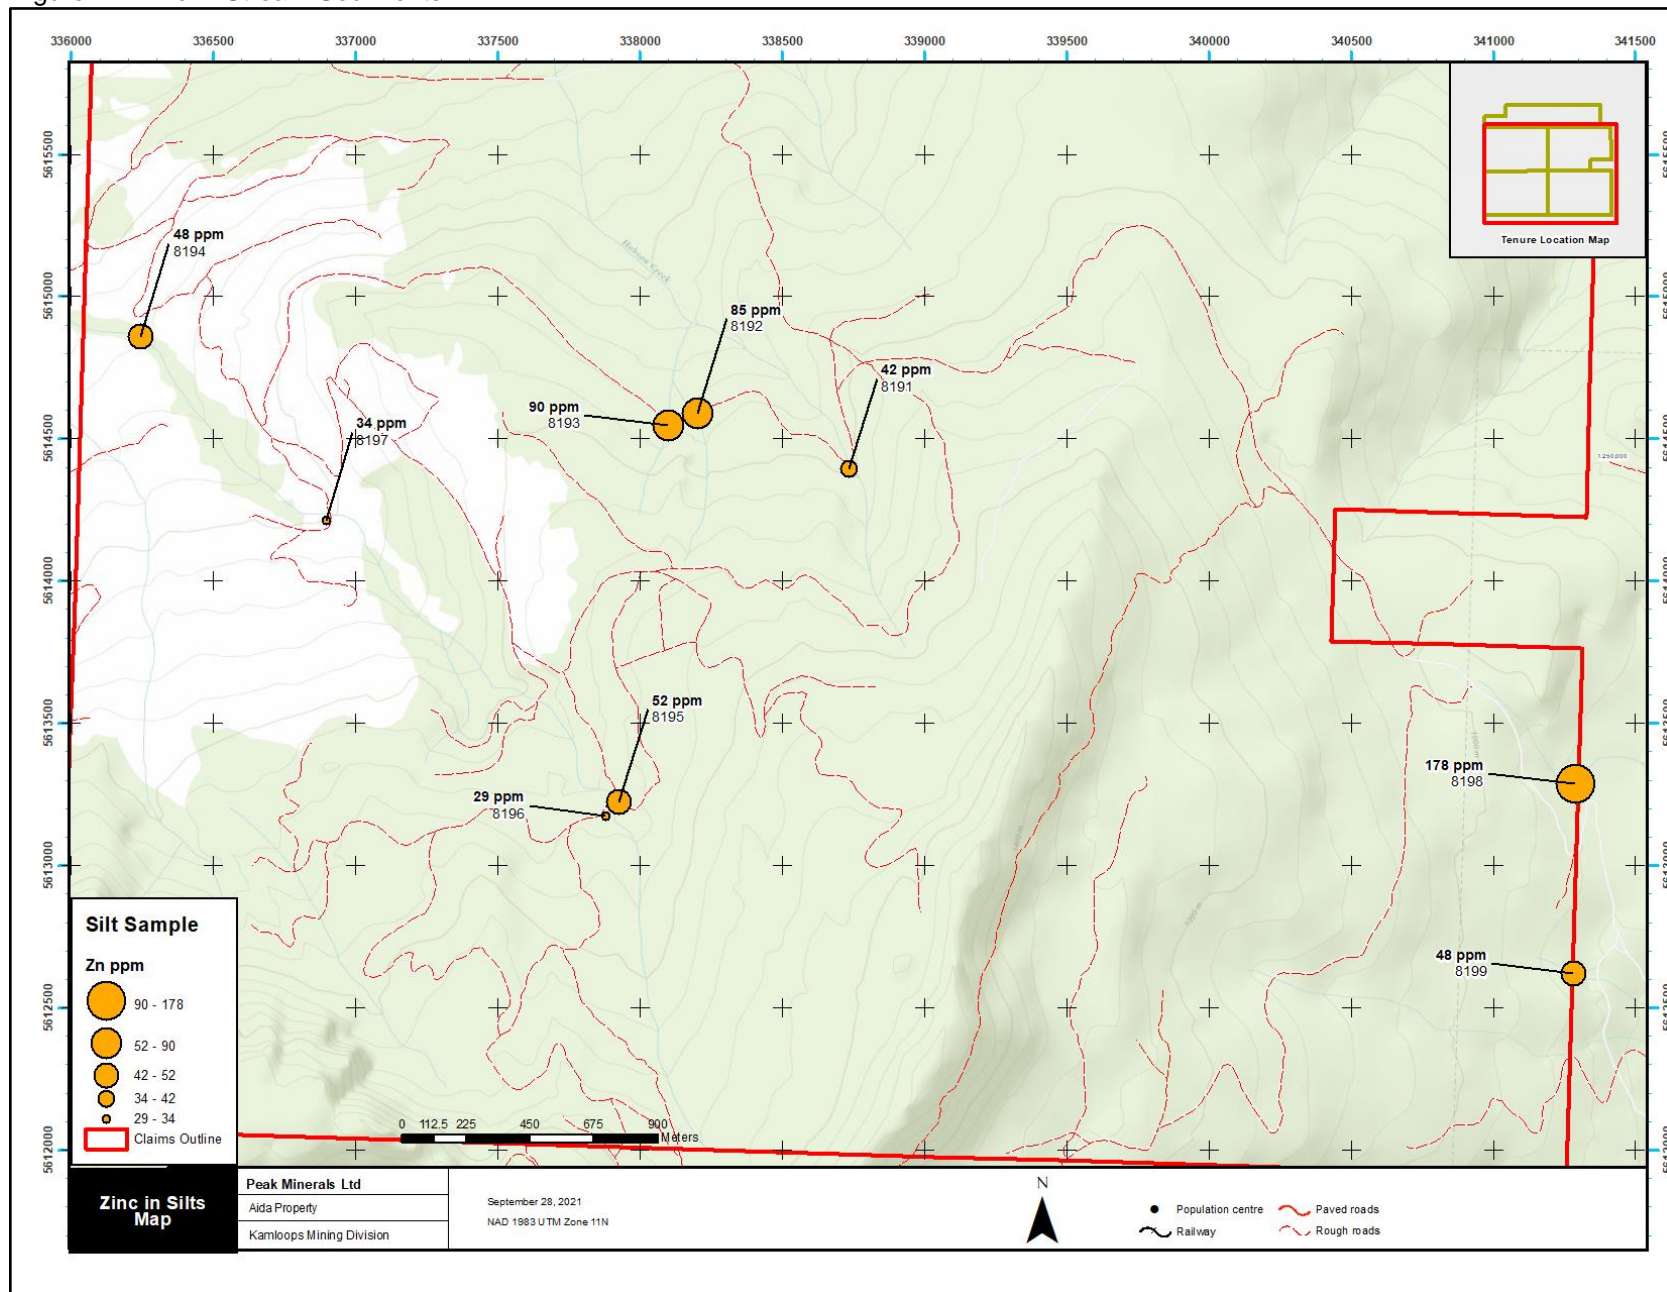 336000 336500 337000 337500 338000 338500 339000 339500 340000 340500 341000 341500
5615500
5615000
5614500
5614000
5613500
5613000
5612500
5612000
Tenure Location Map
48 ppm
8194
Hoksum Creek
85 ppm
8192
42 ppm
8191
90 ppm
8193
34 ppm
8197
1:250,000
52 ppm
8195
29 ppm
8196
178 ppm
8198
48 ppm
8199
Silt Sample
Zn ppm
90 - 178
52 - 90
42 - 52
34 - 42
29 - 34
Claims Outline
0 112.5 225 450 675 900
Meters
Zinc in Silts
Map
Peak Minerals Ltd
Aida Property
Kamloops Mining Division
September 28, 2021
NAD 1983 UTM Zone 11N
N
Population centre
Paved roads
Railway
Rough roads